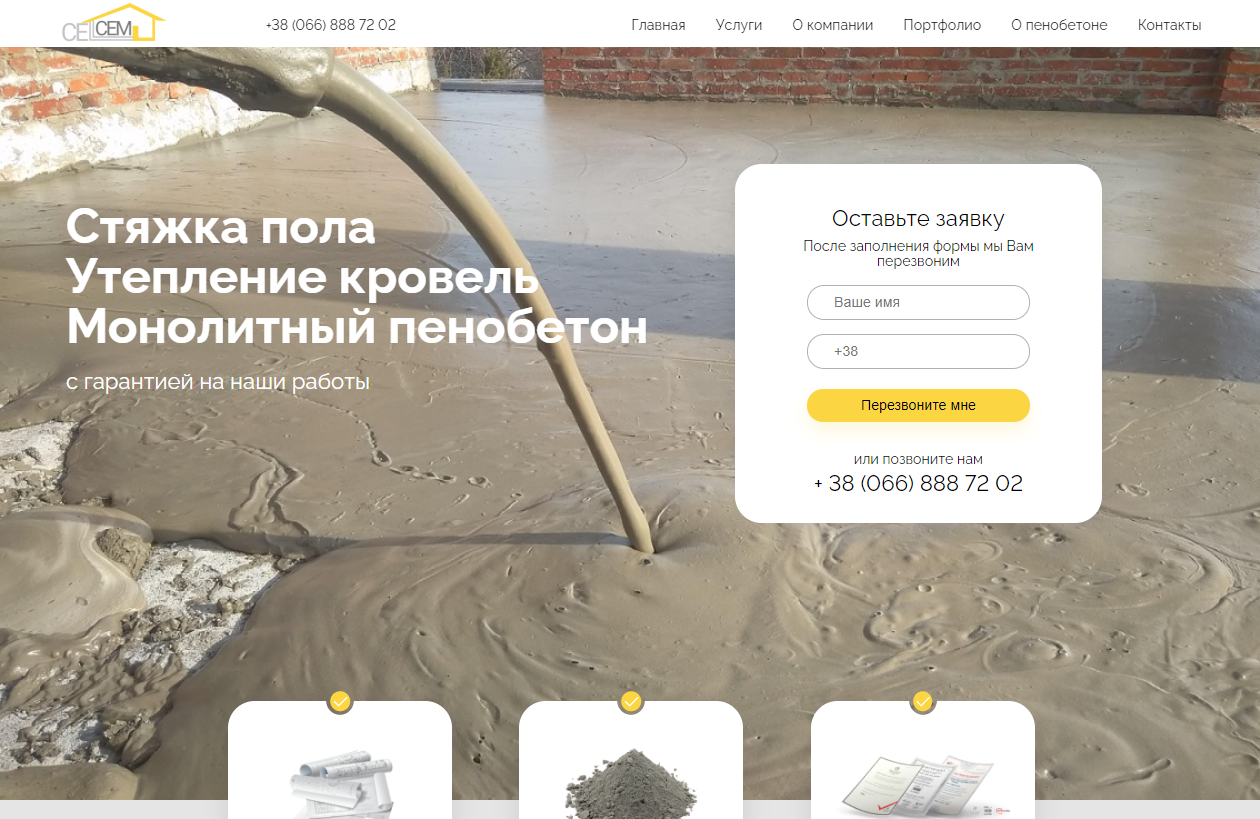 CELCEM
+38 (066) 888 72 02
Главная Услуги О компании Портфолио О пенобетоне Контакты
Стяжка пола
Утепление кровель
Монолитный пенобетон
с гарантией на наши работы
Оставьте заявку
После заполнения формы мы Вам
перезвоним
Ваше имя
+38
Перезвоните мне
или позвоните нам
+ 38 (066) 888 72 02